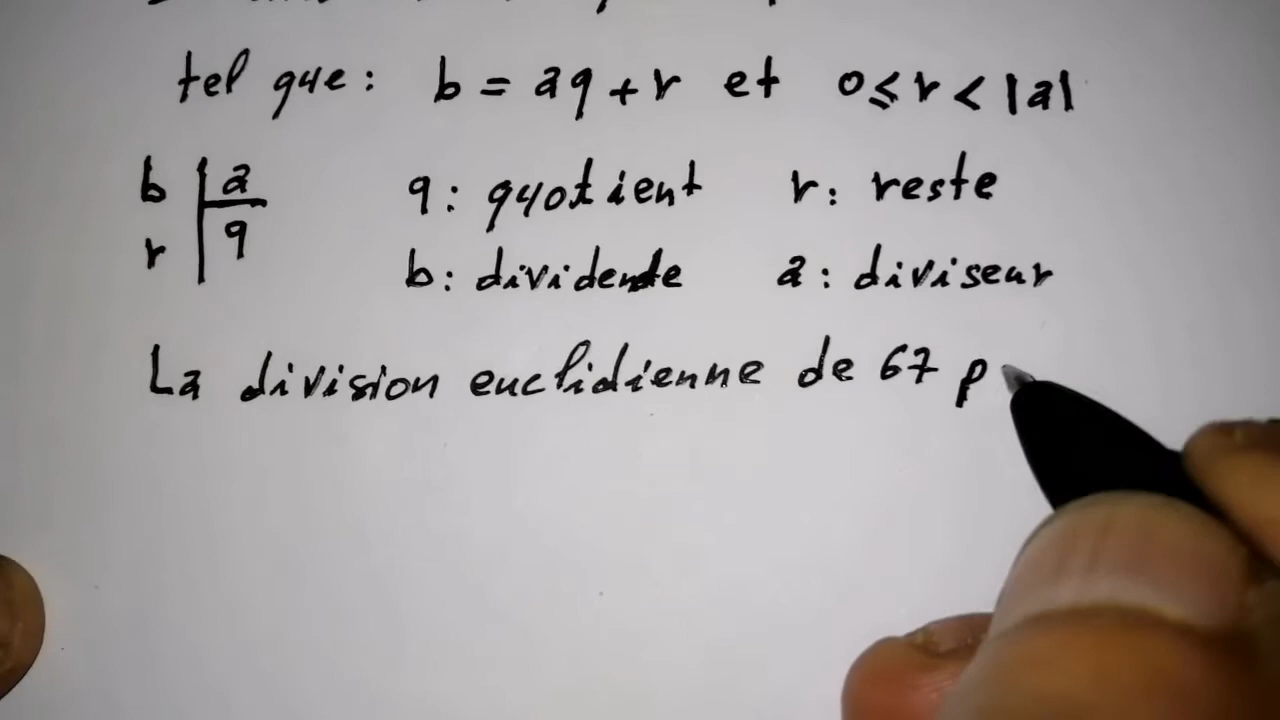 tel que: b = aq + r et 0 ≤ r < |a|
b | a
r | q
q: quotient r: reste
b: dividende a: diviseur
La division euclidienne de 67 p